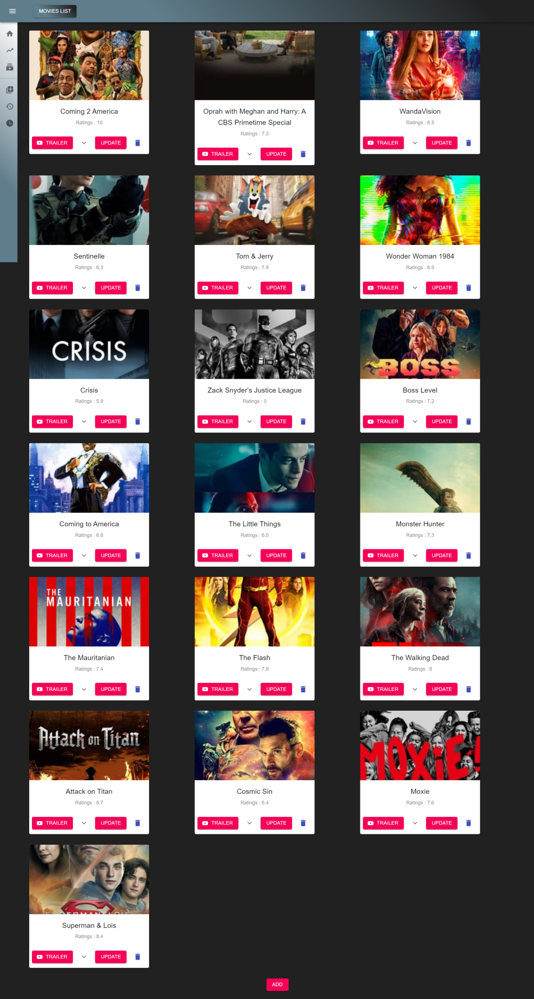 MOVIES LIST
Coming 2 America
Ratings : 10
TRAILER
UPDATE
Oprah with Meghan and Harry: A
CBS Primetime Special
Ratings : 7.3
TRAILER
UPDATE
WandaVision
Ratings : 8.5
TRAILER
UPDATE
Sentinelle
Ratings : 6.3
TRAILER
UPDATE
Tom & Jerry
Ratings : 7.8
TRAILER
UPDATE
Wonder Woman 1984
Ratings : 6.9
TRAILER
UPDATE
CRISIS
Crisis
Ratings : 5.9
TRAILER
UPDATE
Zack Snyder's Justice League
Ratings : 0
TRAILER
UPDATE
BOSS
Boss Level
Ratings : 7.2
TRAILER
UPDATE
Coming to America
Ratings : 6.8
TRAILER
UPDATE
The Little Things
Ratings : 6.5
TRAILER
UPDATE
Monster Hunter
Ratings : 7.3
TRAILER
UPDATE
THE
MAURITANIAN
The Mauritanian
Ratings : 7.4
TRAILER
UPDATE
The Flash
Ratings : 7.6
TRAILER
UPDATE
The Walking Dead
Ratings : 8
TRAILER
UPDATE
Attack on Titan
Attack on Titan
Ratings : 8.7
TRAILER
UPDATE
Cosmic Sin
Ratings : 6.4
TRAILER
UPDATE
MOXiE!
Moxie
Ratings : 7.6
TRAILER
UPDATE
Superman & Lois
Ratings : 8.4
TRAILER
UPDATE
ADD